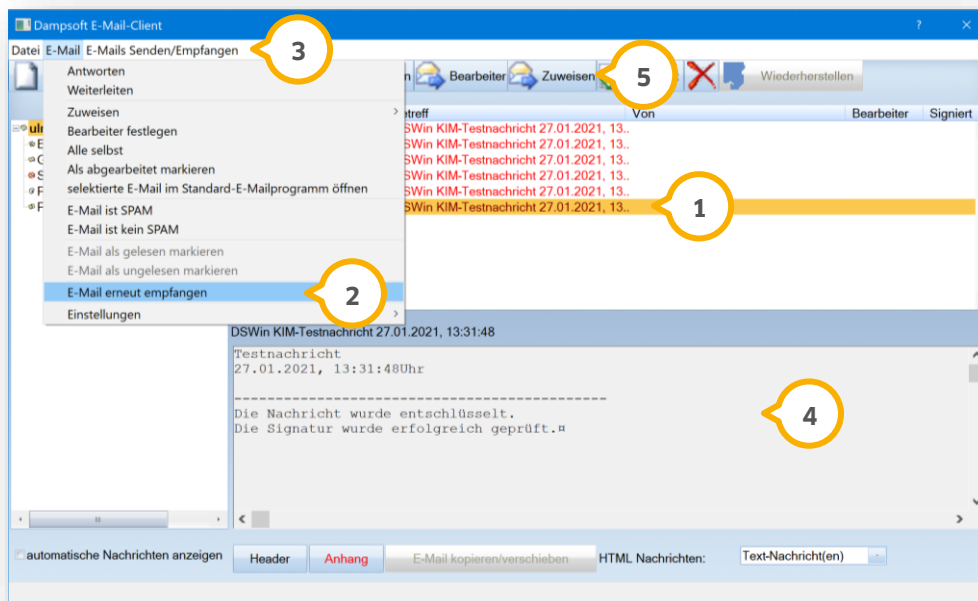 Dampsoft E-Mail-Client ?
Datei E-Mail E-Mails Senden/Empfangen 3
Bearbeiter Zuweisen 5 Wiederherstellen
Antworten
Weiterleiten
Zuweisen
Bearbeiter festlegen
Alle selbst
Als abgearbeitet markieren
selektierte E-Mail im Standard-E-Mailprogramm öffnen
E-Mail ist SPAM
E-Mail ist kein SPAM
E-Mail als gelesen markieren
E-Mail als ungelesen markieren
E-Mail erneut empfangen 2
Einstellungen
Von Bearbeiter Signiert
SWin KIM-Testnachricht 27.01.2021, 13..
SWin KIM-Testnachricht 27.01.2021, 13..
SWin KIM-Testnachricht 27.01.2021, 13..
SWin KIM-Testnachricht 27.01.2021, 13..
SWin KIM-Testnachricht 27.01.2021, 13..
SWin KIM-Testnachricht 27.01.2021, 13.. 1
DSWin KIM-Testnachricht 27.01.2021, 13:31:48
Testnachricht
27.01.2021, 13:31:48Uhr
---------------------------------------------
Die Nachricht wurde entschlüsselt.
Die Signatur wurde erfolgreich geprüft.¤
4
automatische Nachrichten anzeigen Header Anhang E-Mail kopieren/verschieben HTML Nachrichten: Text-Nachricht(en)